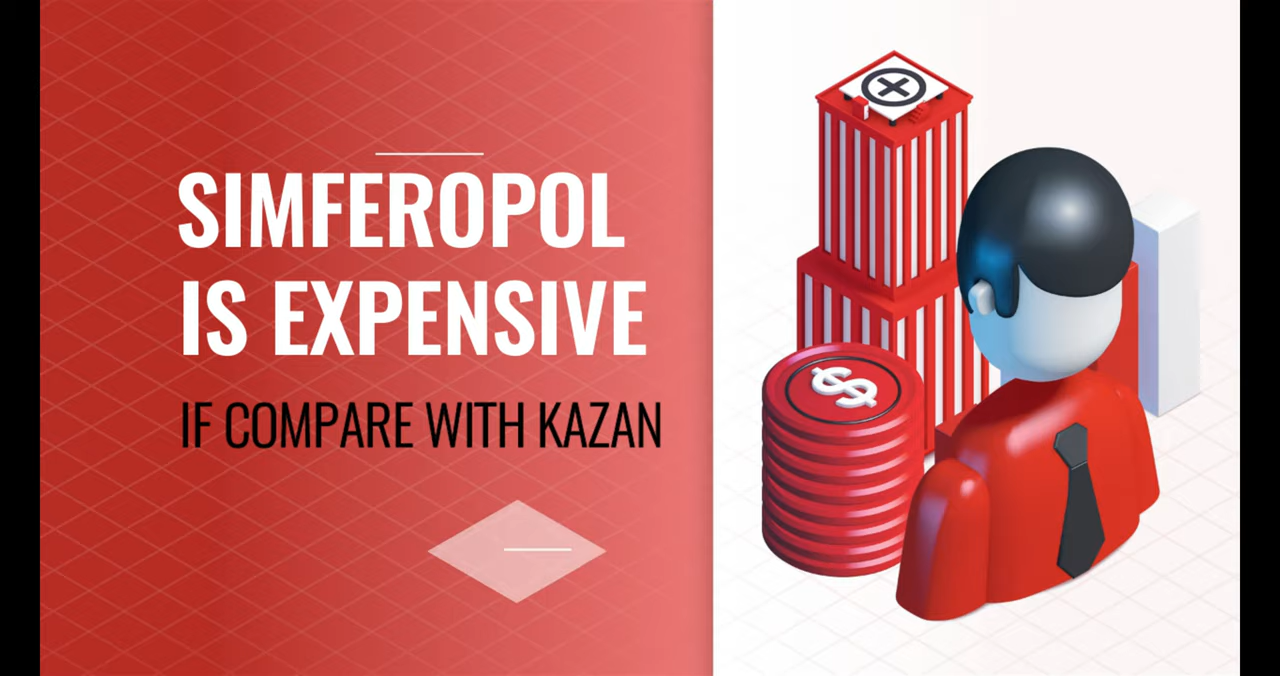 SIMFEROPOL
IS EXPENSIVE
IF COMPARE WITH KAZAN
$